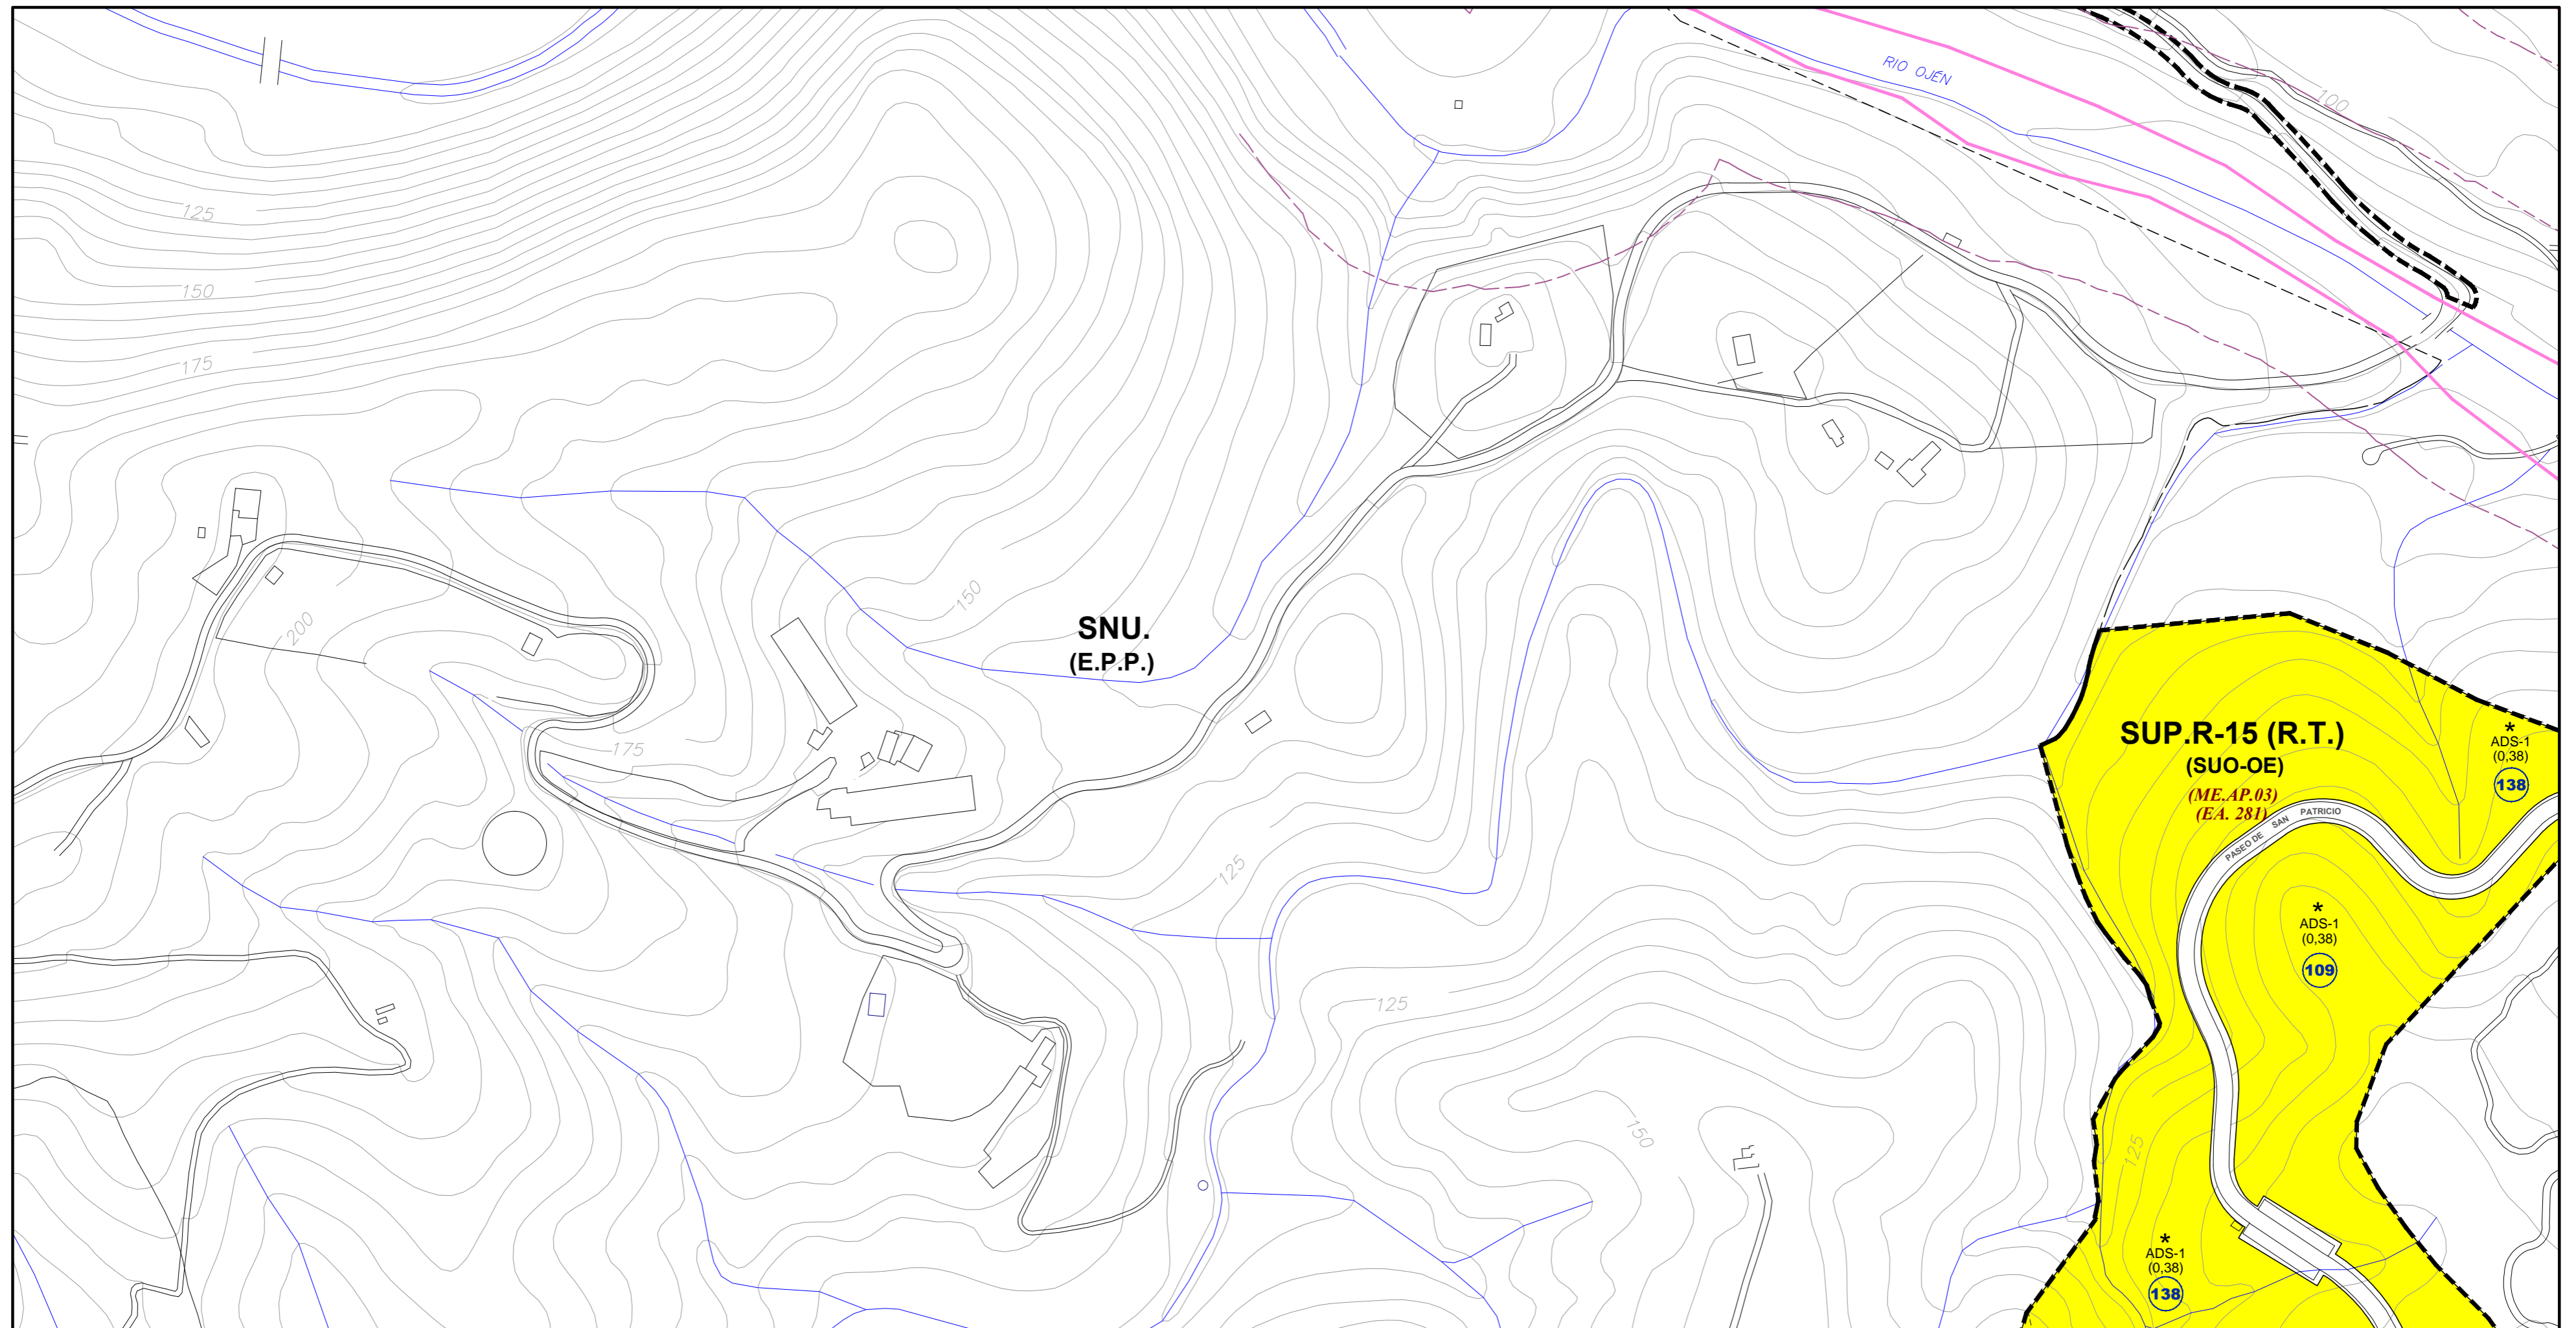 RIO OJÉN
100
125
150
175
150
200
SNU.
(E.P.P.)
175
SUP.R-15 (R.T.)
(SUO-OE)
(ME.AP.03)
(EA. 281)
*
ADS-1
(0,38)
138
PASEO DE SAN PATRICIO
125
*
ADS-1
(0,38)
109
125
150
125
*
ADS-1
(0,38)
138